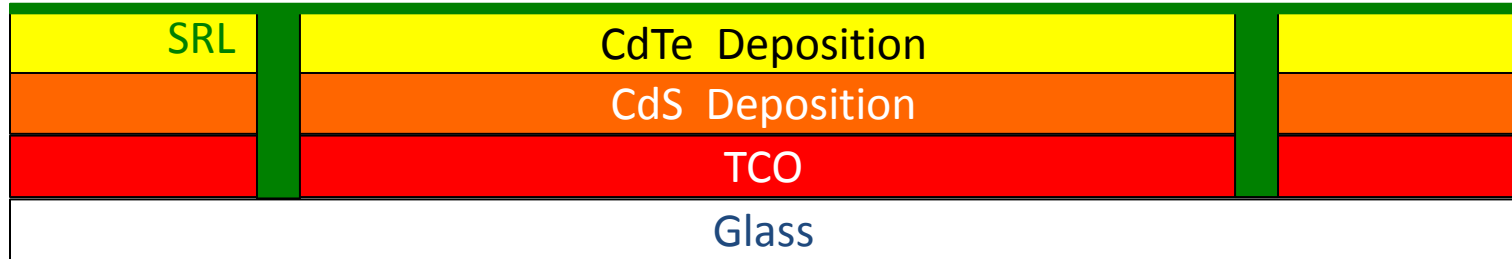 SRL
CdTe Deposition
CdS Deposition
TCO
Glass